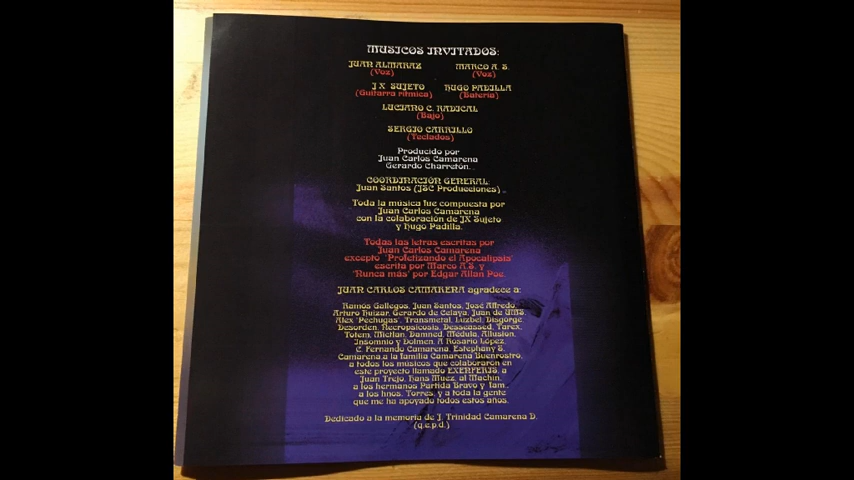 MUSICOS INVITADOS:
JUAN ALMARAZ MARCO A. S.
(Voz) (Voz)
J.X. SUJETO HUGO PADILLA
(Guitarra rítmica) (Batería)
LUCIANO C. RADICAL
(Bajo)
SERGIO CARRILLO
(Teclados)
Producido por
Juan Carlos Camarena
Gerardo Charretón.
COORDINACIÓN GENERAL:
Juan Santos (JSC Producciones)
Toda la música fue compuesta por
Juan Carlos Camarena
con la colaboración de JX Sujeto
y Hugo Padilla.
Todas las letras escritas por
Juan Carlos Camarena
excepto "Profetizando el Apocalipsis"
escrita por Marco A.S. y
"Nunca más" por Edgar Allan Poe.
JUAN CARLOS CAMARENA agradece a:
Ramós Gallegos, Juan Santos, José Alfredo,
Arturo Huizar, Gerardo de Celaya, Juan de UMS,
Alex "Pechugas", Transmetal, Luzbel, Disgorge,
Desorden, Necropsicosis, Desseassed, Yarex,
Totem, Mictlan, Damned, Medula, Allusion,
Insomnio y Dolmen, A Rosario López,
C. Fernando Camarena, Estephany S.
Camarena a la familia Camarena Buenrostro,
a todos los músicos que colaboraron en
este proyecto llamado EXENFERIS, a
Juan Trejo, Hans Muez, al Machin,
a los hermanos Partida Bravo y Tam..
a los hnos. Torres, y a toda la gente
que me ha apoyado todos estos años.
Dedicado a la memoria de J. Trinidad Camarena D.
(q.e.p.d.)